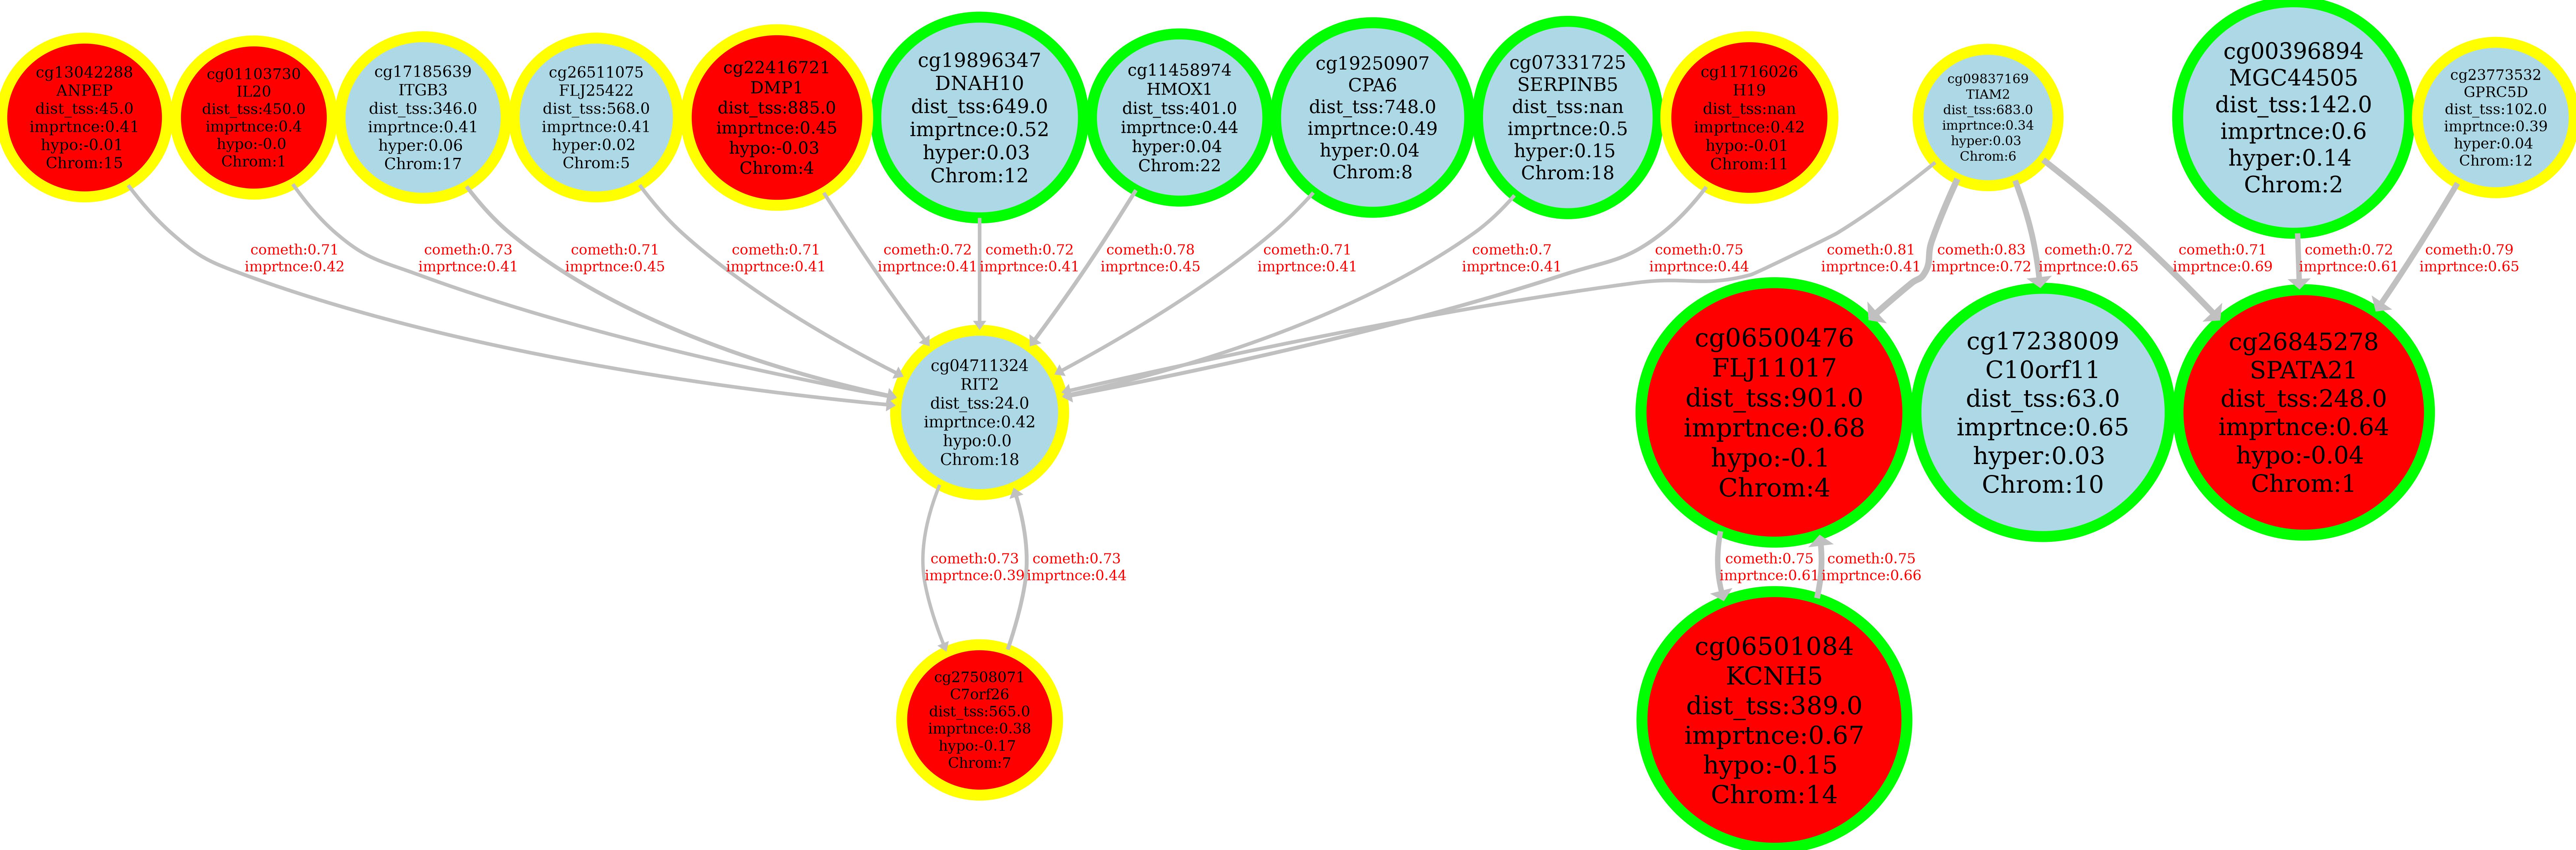 cg13042288
ANPEP
dist_tss:45.0
imprtnce:0.41
hypo:-0.01
Chrom:15
cg01103730
IL20
dist_tss:450.0
imprtnce:0.4
hypo:-0.0
Chrom:1
cg17185639
ITGB3
dist_tss:346.0
imprtnce:0.41
hyper:0.06
Chrom:17
cg26511075
FLJ25422
dist_tss:568.0
imprtnce:0.41
hyper:0.02
Chrom:5
cg22416721
DMP1
dist_tss:885.0
imprtnce:0.45
hypo:-0.03
Chrom:4
cg19896347
DNAH10
dist_tss:649.0
imprtnce:0.52
hyper:0.03
Chrom:12
cg11458974
HMOX1
dist_tss:401.0
imprtnce:0.44
hyper:0.04
Chrom:22
cg19250907
CPA6
dist_tss:748.0
imprtnce:0.49
hyper:0.04
Chrom:8
cg07331725
SERPINB5
dist_tss:nan
imprtnce:0.5
hyper:0.15
Chrom:18
cg11716026
H19
dist_tss:nan
imprtnce:0.42
hypo:-0.01
Chrom:11
cg09837169
TIAM2
dist_tss:683.0
imprtnce:0.34
hyper:0.03
Chrom:6
cg00396894
MGC44505
dist_tss:142.0
imprtnce:0.6
hyper:0.14
Chrom:2
cg23773532
GPRC5D
dist_tss:102.0
imprtnce:0.39
hyper:0.04
Chrom:12
cometh:0.71
imprtnce:0.42
cometh:0.73
imprtnce:0.41
cometh:0.71
imprtnce:0.45
cometh:0.71
imprtnce:0.41
cometh:0.72
imprtnce:0.41
cometh:0.72
imprtnce:0.41
cometh:0.78
imprtnce:0.45
cometh:0.71
imprtnce:0.41
cometh:0.7
imprtnce:0.41
cometh:0.75
imprtnce:0.44
cometh:0.81
imprtnce:0.41
cometh:0.83
imprtnce:0.72
cometh:0.72
imprtnce:0.65
cometh:0.71
imprtnce:0.69
cometh:0.72
imprtnce:0.61
cometh:0.79
imprtnce:0.65
cg04711324
RIT2
dist_tss:24.0
imprtnce:0.42
hypo:0.0
Chrom:18
cg06500476
FLJ11017
dist_tss:901.0
imprtnce:0.68
hypo:-0.1
Chrom:4
cg17238009
C10orf11
dist_tss:63.0
imprtnce:0.65
hyper:0.03
Chrom:10
cg26845278
SPATA21
dist_tss:248.0
imprtnce:0.64
hypo:-0.04
Chrom:1
cometh:0.73
imprtnce:0.39
cometh:0.73
imprtnce:0.44
cometh:0.75
imprtnce:0.61
cometh:0.75
imprtnce:0.66
cg27508071
C7orf26
dist_tss:565.0
imprtnce:0.38
hypo:-0.17
Chrom:7
cg06501084
KCNH5
dist_tss:389.0
imprtnce:0.67
hypo:-0.15
Chrom:14